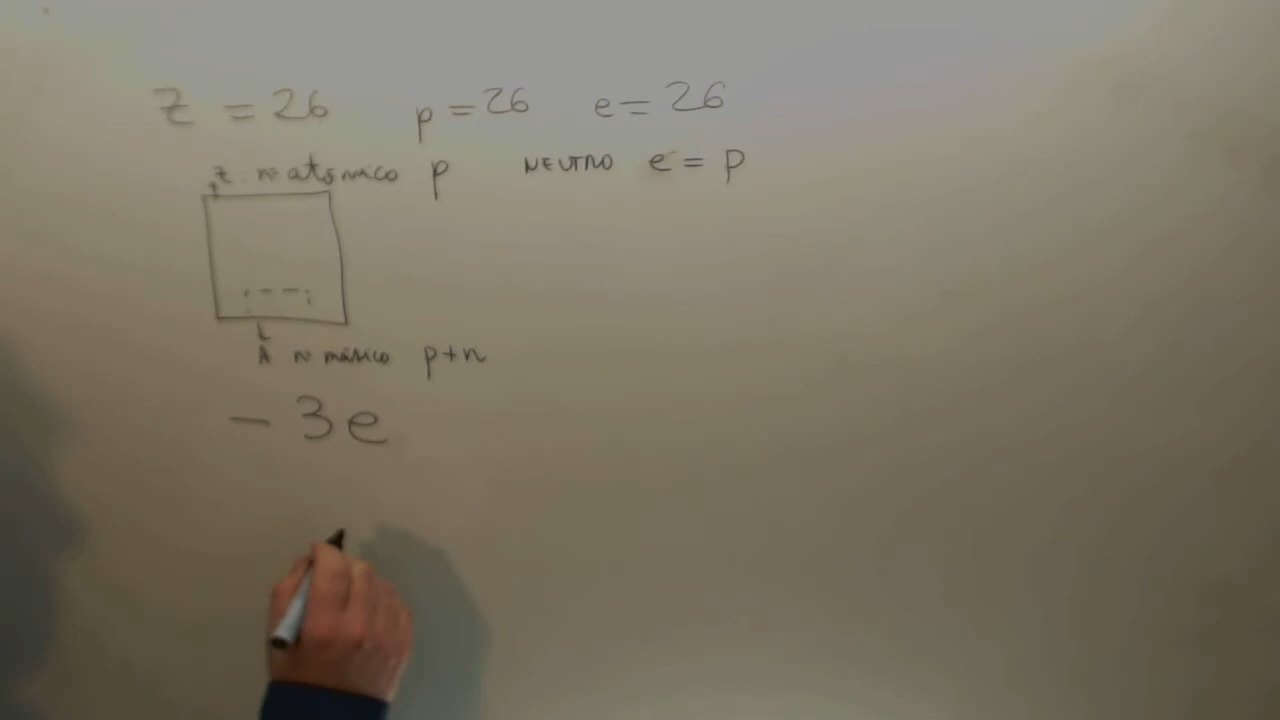 Z = 26 p = 26 e = 26
Z nº atómico p NEUTRO e = p
A nº másico p+n
- 3e